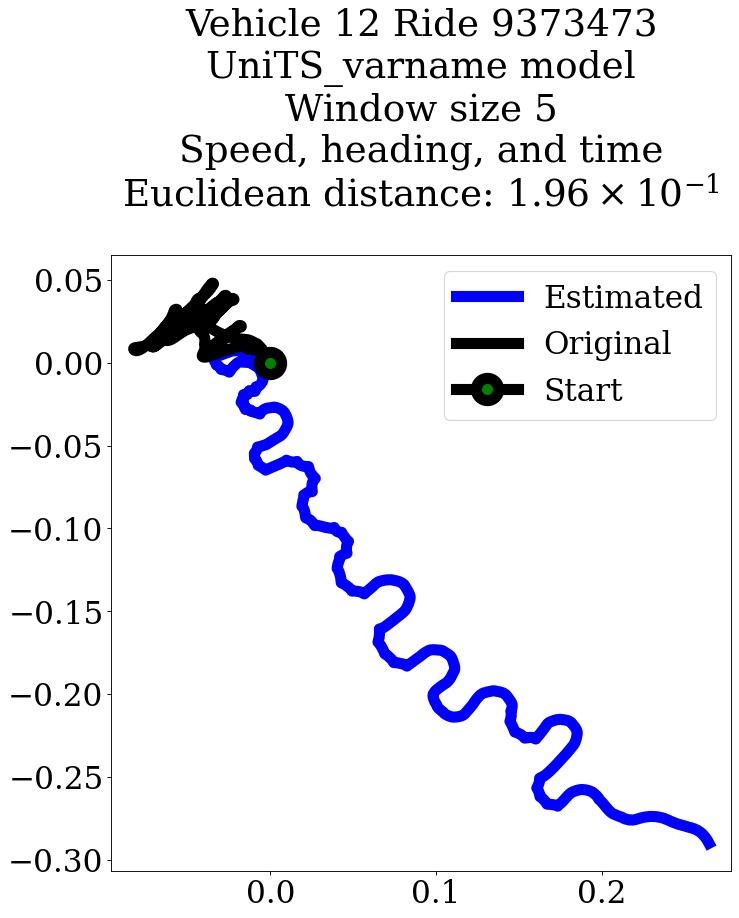 Vehicle 12 Ride 9373473
UniTS_varname model
Window size 5
Speed, heading, and time
Euclidean distance: 1.96 × 10⁻¹
Estimated
Original
Start
0.05
0.00
−0.05
−0.10
−0.15
−0.20
−0.25
−0.30
0.0 0.1 0.2